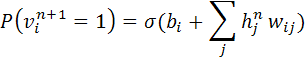 P(v_i^{n+1} = 1) = σ(b_i + ∑_j h_j^n w_{ij})